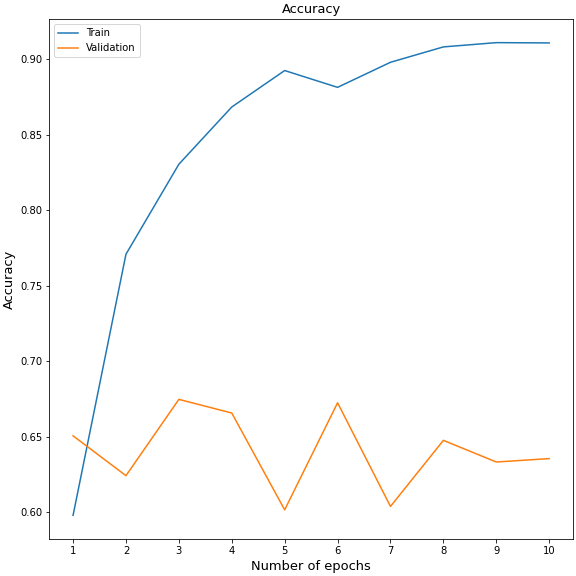 Accuracy
Train
Validation
Accuracy
0.90
0.85
0.80
0.75
0.70
0.65
0.60
1 2 3 4 5 6 7 8 9 10
Number of epochs